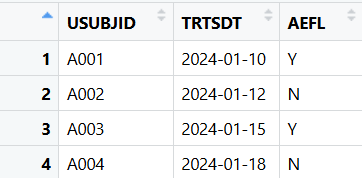 USUBJID TRTSDT AEFL
1 A001 2024-01-10 Y
2 A002 2024-01-12 N
3 A003 2024-01-15 Y
4 A004 2024-01-18 N